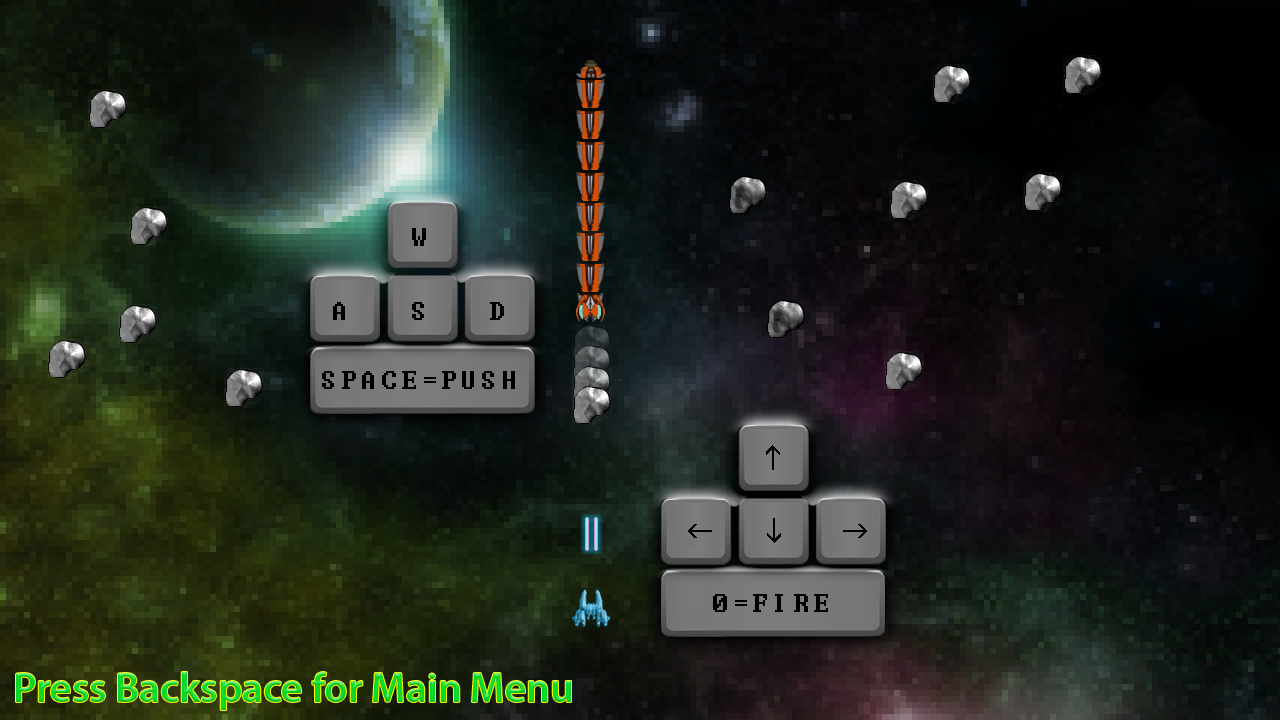 W
A S D
SPACE=PUSH
↑
← ↓ →
0=FIRE
Press Backspace for Main Menu